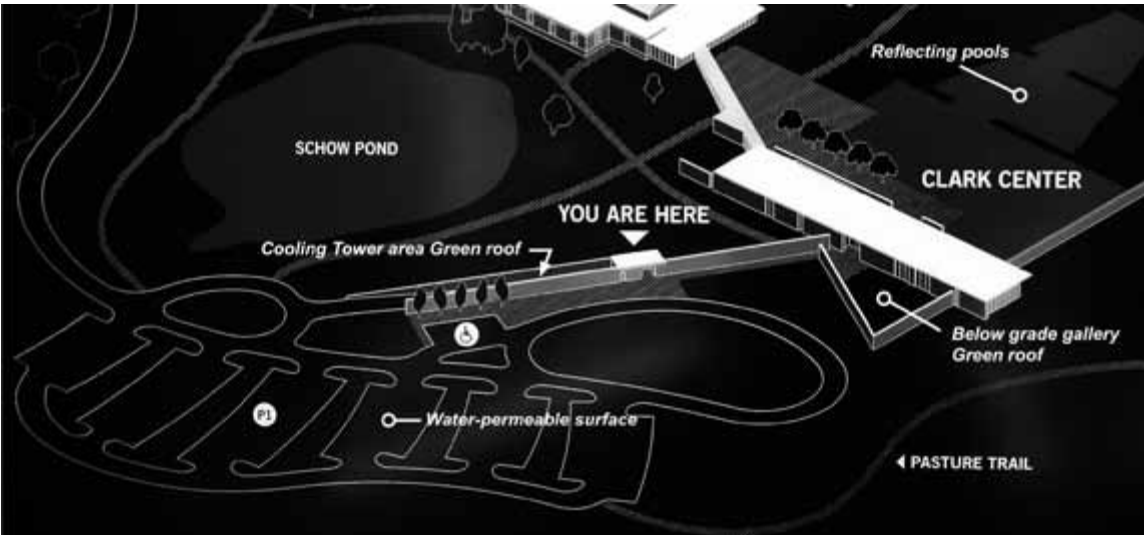 Reflecting pools
SCHOW POND
CLARK CENTER
YOU ARE HERE
Cooling Tower area Green roof
Below grade gallery
Green roof
P1
Water-permeable surface
PASTURE TRAIL